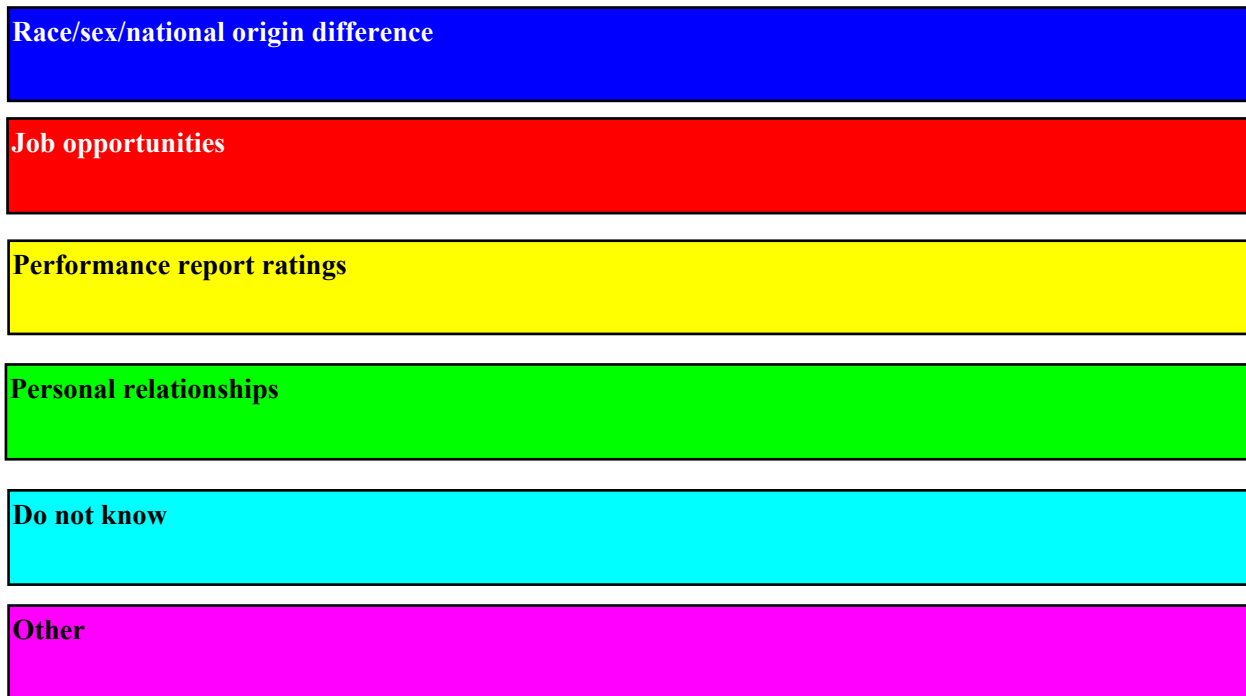 Race/sex/national origin difference
Job opportunities
Performance report ratings
Personal relationships
Do not know
Other